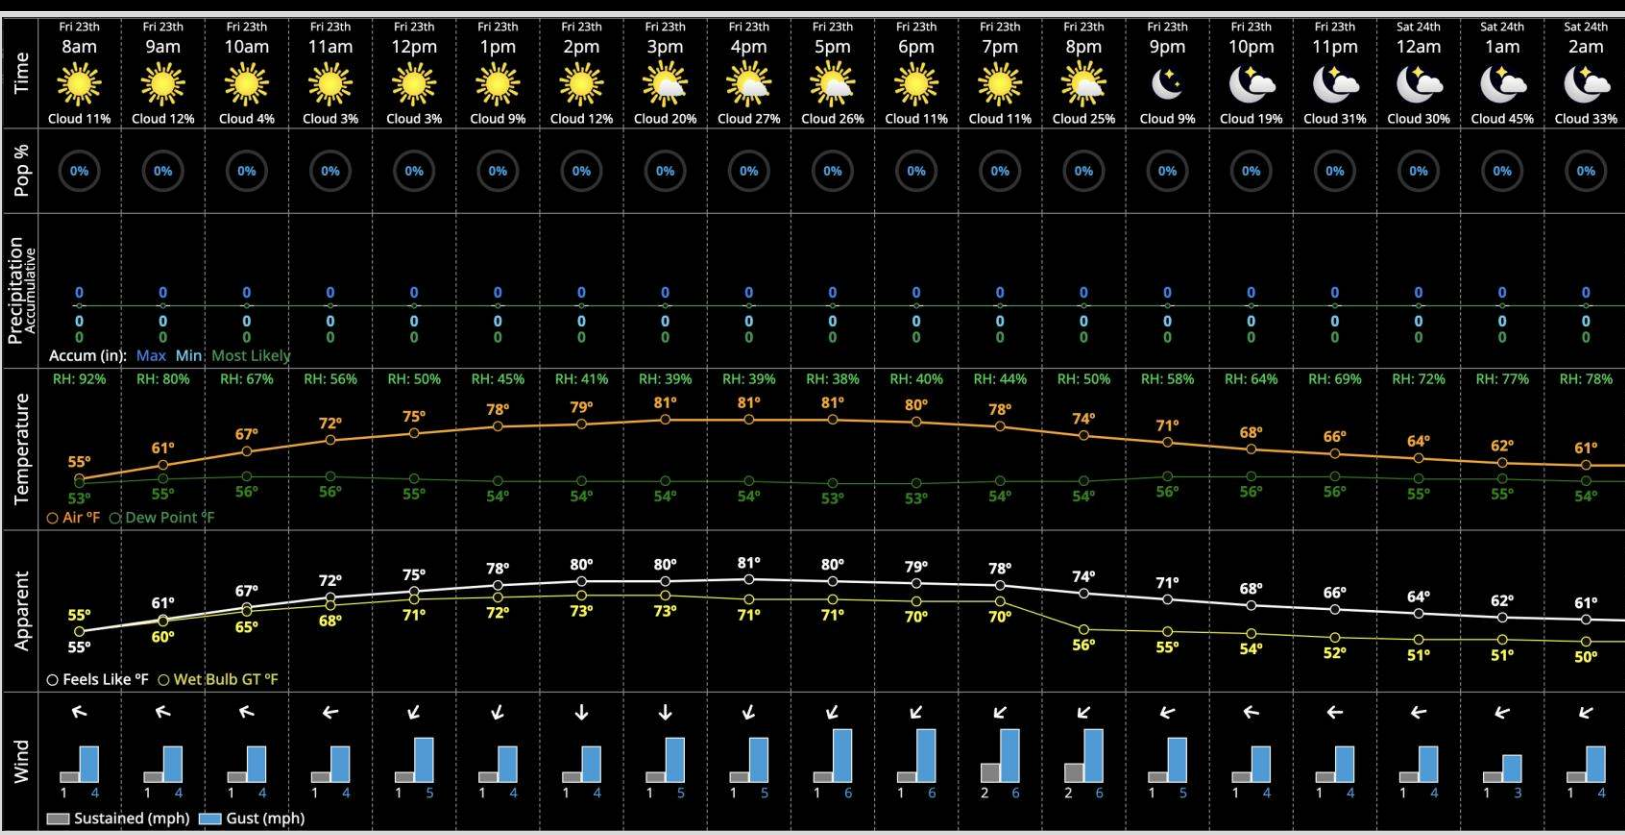 Fri 23th Fri 23th Fri 23th Fri 23th Fri 23th Fri 23th Fri 23th Fri 23th Fri 23th Fri 23th Fri 23th Fri 23th Fri 23th Fri 23th Fri 23th Fri 23th Sat 24th Sat 24th Sat 24th
8am 9am 10am 11am 12pm 1pm 2pm 3pm 4pm 5pm 6pm 7pm 8pm 9pm 10pm 11pm 12am 1am 2am
Time
Cloud 11% Cloud 12% Cloud 4% Cloud 3% Cloud 3% Cloud 9% Cloud 12% Cloud 20% Cloud 27% Cloud 26% Cloud 11% Cloud 11% Cloud 25% Cloud 9% Cloud 19% Cloud 31% Cloud 30% Cloud 45% Cloud 33%
Pop %
0% 0% 0% 0% 0% 0% 0% 0% 0% 0% 0% 0% 0% 0% 0% 0% 0% 0% 0%
Precipitation
Accumulative
0 0 0 0 0 0 0 0 0 0 0 0 0 0 0 0 0 0 0
0 0 0 0 0 0 0 0 0 0 0 0 0 0 0 0 0 0 0
0 0 0 0 0 0 0 0 0 0 0 0 0 0 0 0 0 0 0
Accum (in): Max Min Most Likely
Temperature
RH: 92% RH: 80% RH: 67% RH: 56% RH: 50% RH: 45% RH: 41% RH: 39% RH: 39% RH: 38% RH: 40% RH: 44% RH: 50% RH: 58% RH: 64% RH: 69% RH: 72% RH: 77% RH: 78%
55° 61° 67° 72° 75° 78° 79° 81° 81° 81° 80° 78° 74° 71° 68° 66° 64° 62° 61°
53° 55° 56° 56° 55° 54° 54° 54° 54° 53° 53° 54° 54° 56° 56° 56° 55° 55° 54°
Air ºF Dew Point ºF
Apparent
55° 61° 67° 72° 75° 78° 80° 80° 81° 80° 79° 78° 74° 71° 68° 66° 64° 62° 61°
55° 60° 65° 68° 71° 72° 73° 73° 71° 71° 70° 70° 56° 55° 54° 52° 51° 51° 50°
Feels Like ºF Wet Bulb GT ºF
Wind
1 4 1 4 1 4 1 4 1 5 1 4 1 4 1 5 1 5 1 6 1 6 2 6 2 6 1 5 1 4 1 4 1 4 1 3 1 4
Sustained (mph) Gust (mph)